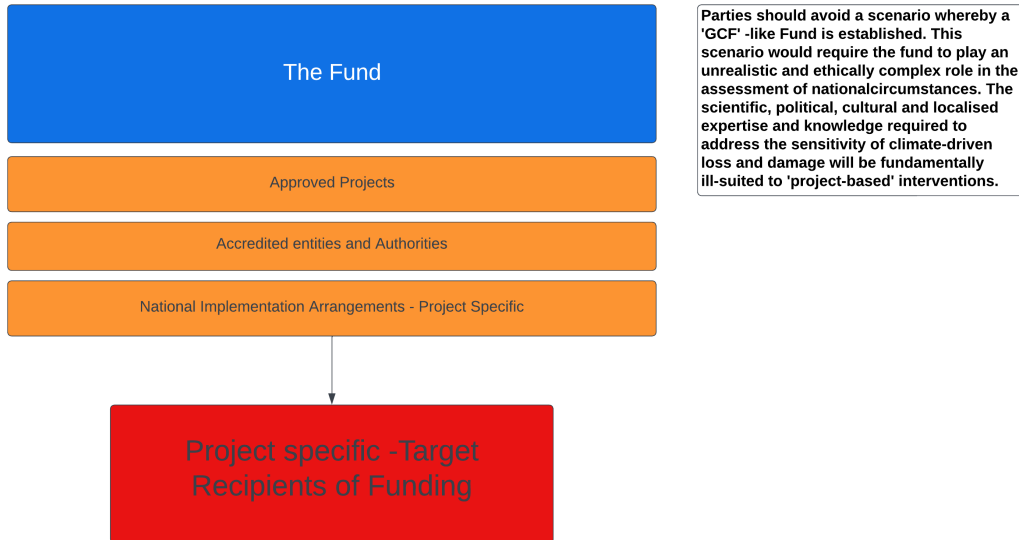 The Fund
Approved Projects
Accredited entities and Authorities
National Implementation Arrangements - Project Specific
Project specific -Target
Recipients of Funding
Parties should avoid a scenario whereby a
'GCF' -like Fund is established. This
scenario would require the fund to play an
unrealistic and ethically complex role in the
assessment of nationalcircumstances. The
scientific, political, cultural and localised
expertise and knowledge required to
address the sensitivity of climate-driven
loss and damage will be fundamentally
ill-suited to 'project-based' interventions.